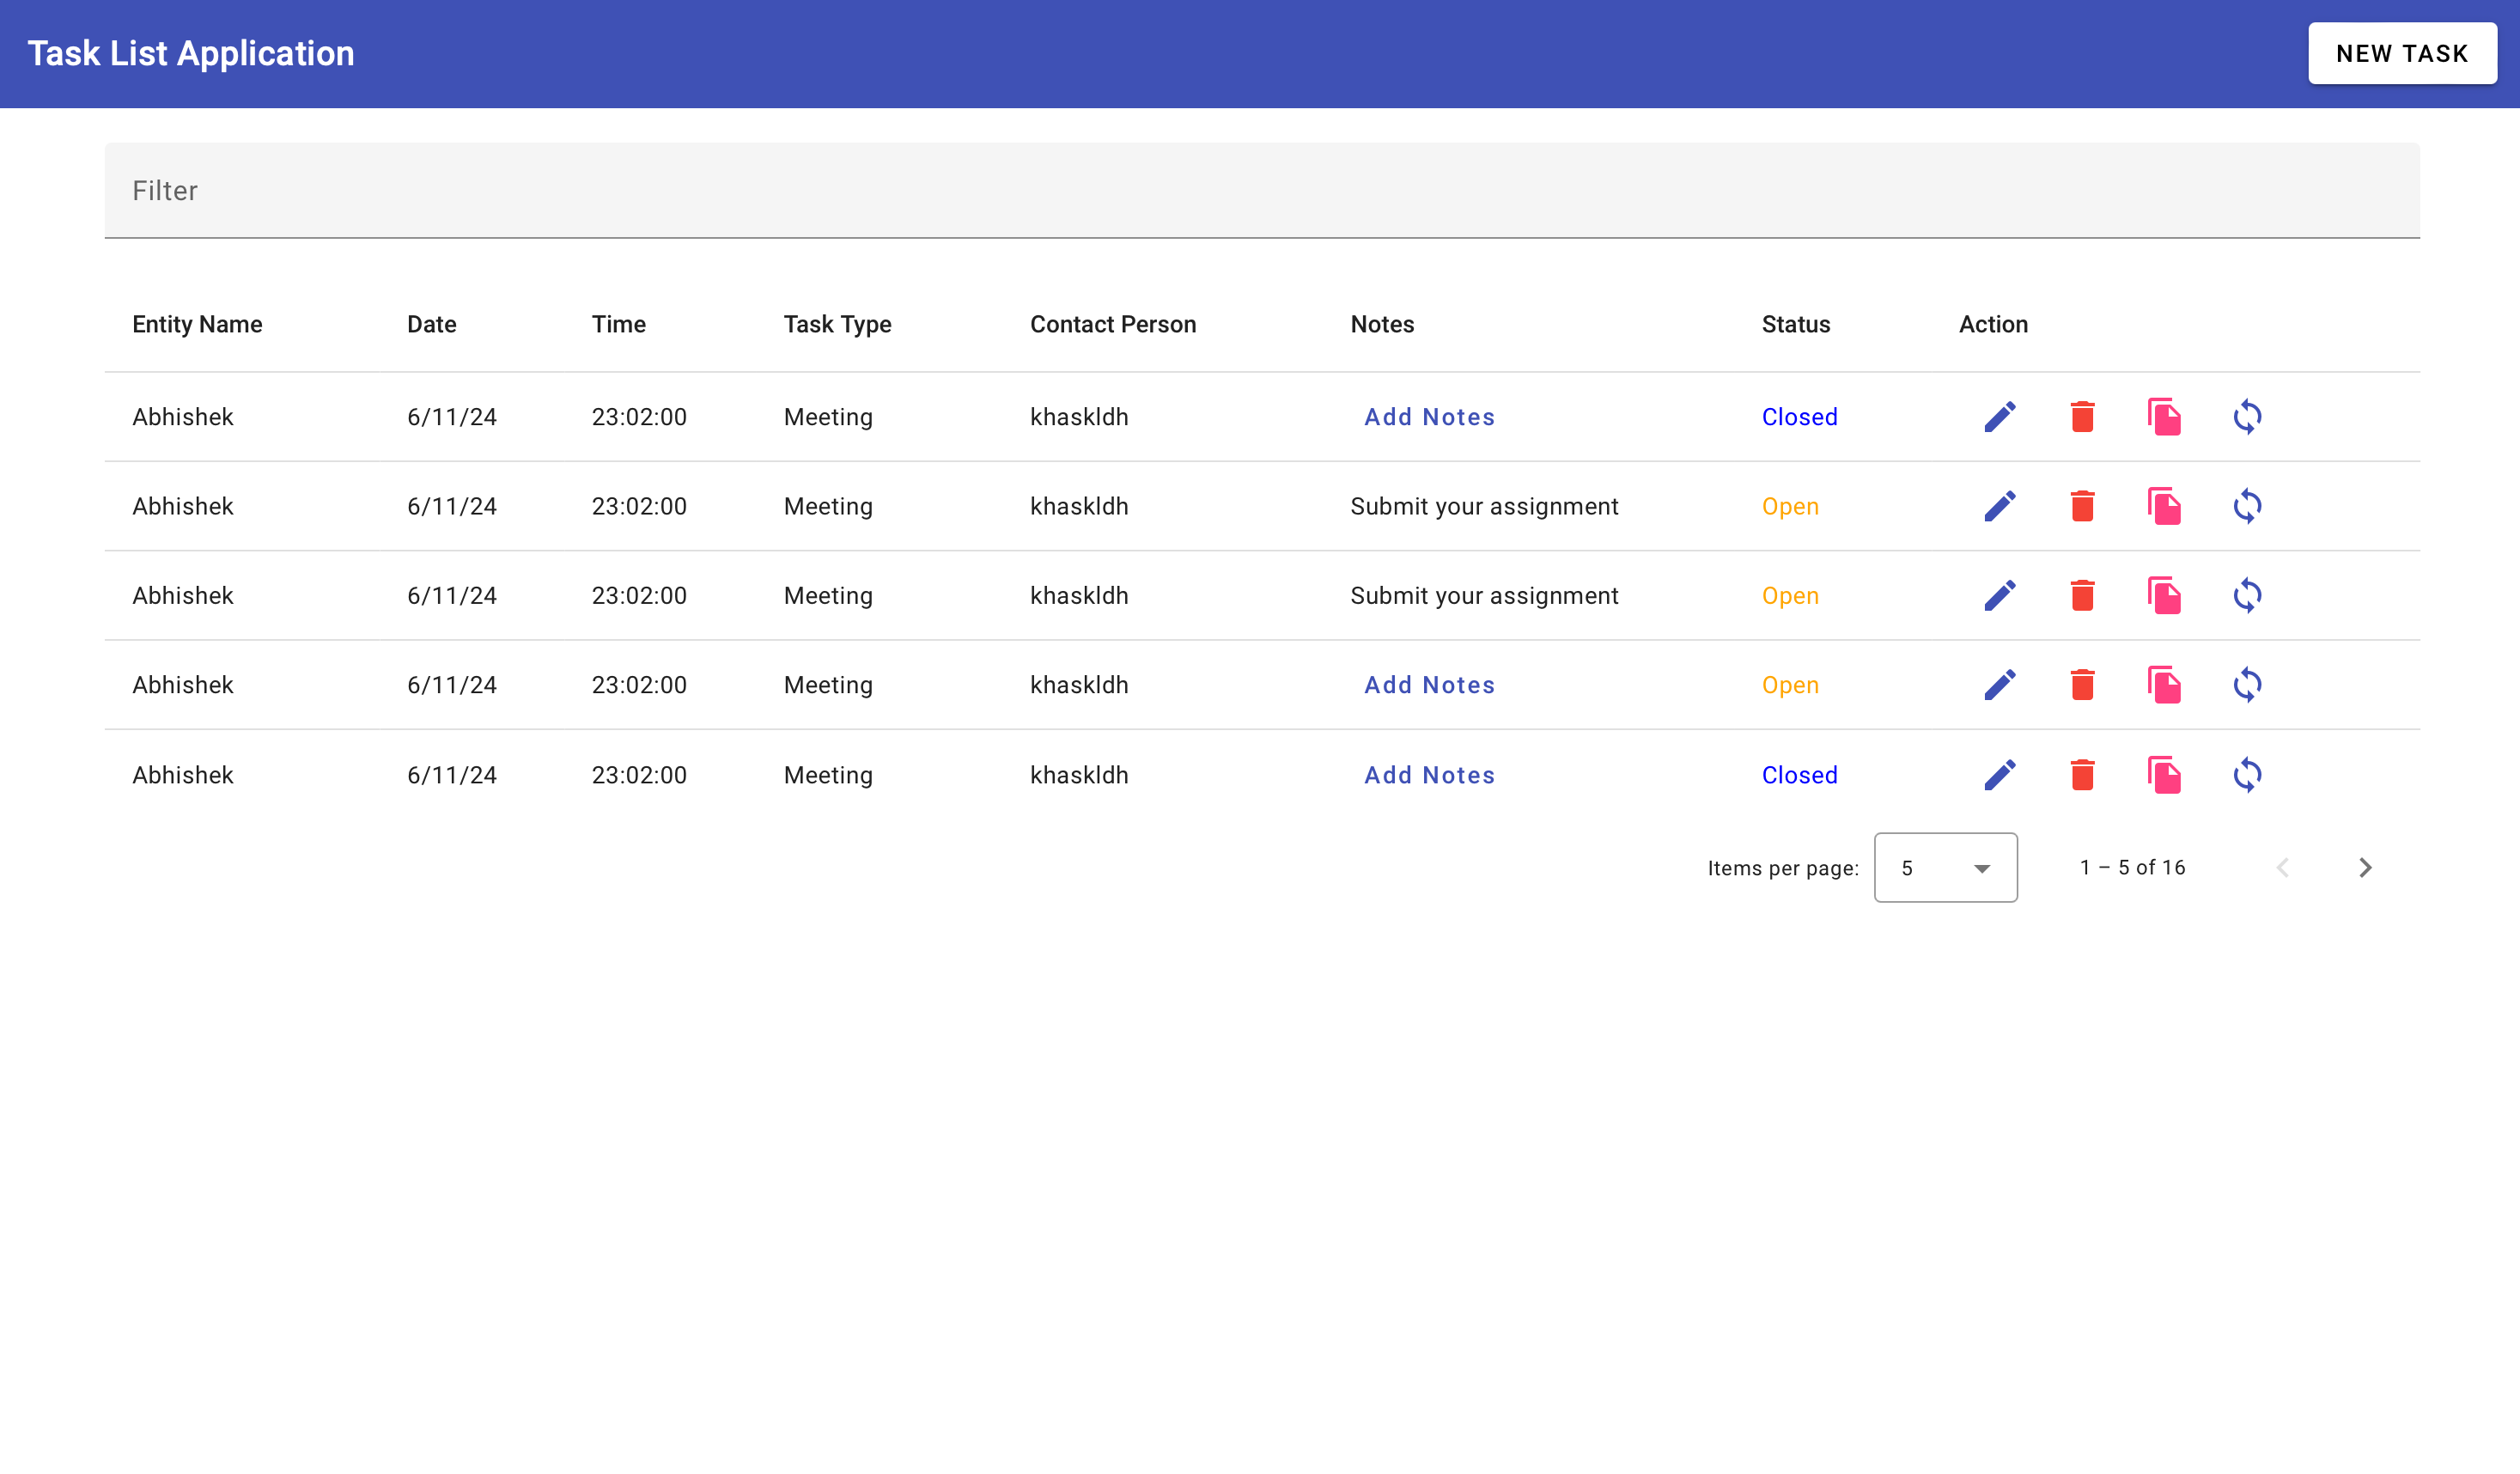 Task List Application
NEW TASK
Filter
Entity Name Date Time Task Type Contact Person Notes Status Action
Abhishek 6/11/24 23:02:00 Meeting khaskldh Add Notes Closed
Abhishek 6/11/24 23:02:00 Meeting khaskldh Submit your assignment Open
Abhishek 6/11/24 23:02:00 Meeting khaskldh Submit your assignment Open
Abhishek 6/11/24 23:02:00 Meeting khaskldh Add Notes Open
Abhishek 6/11/24 23:02:00 Meeting khaskldh Add Notes Closed
Items per page: 5 1 – 5 of 16